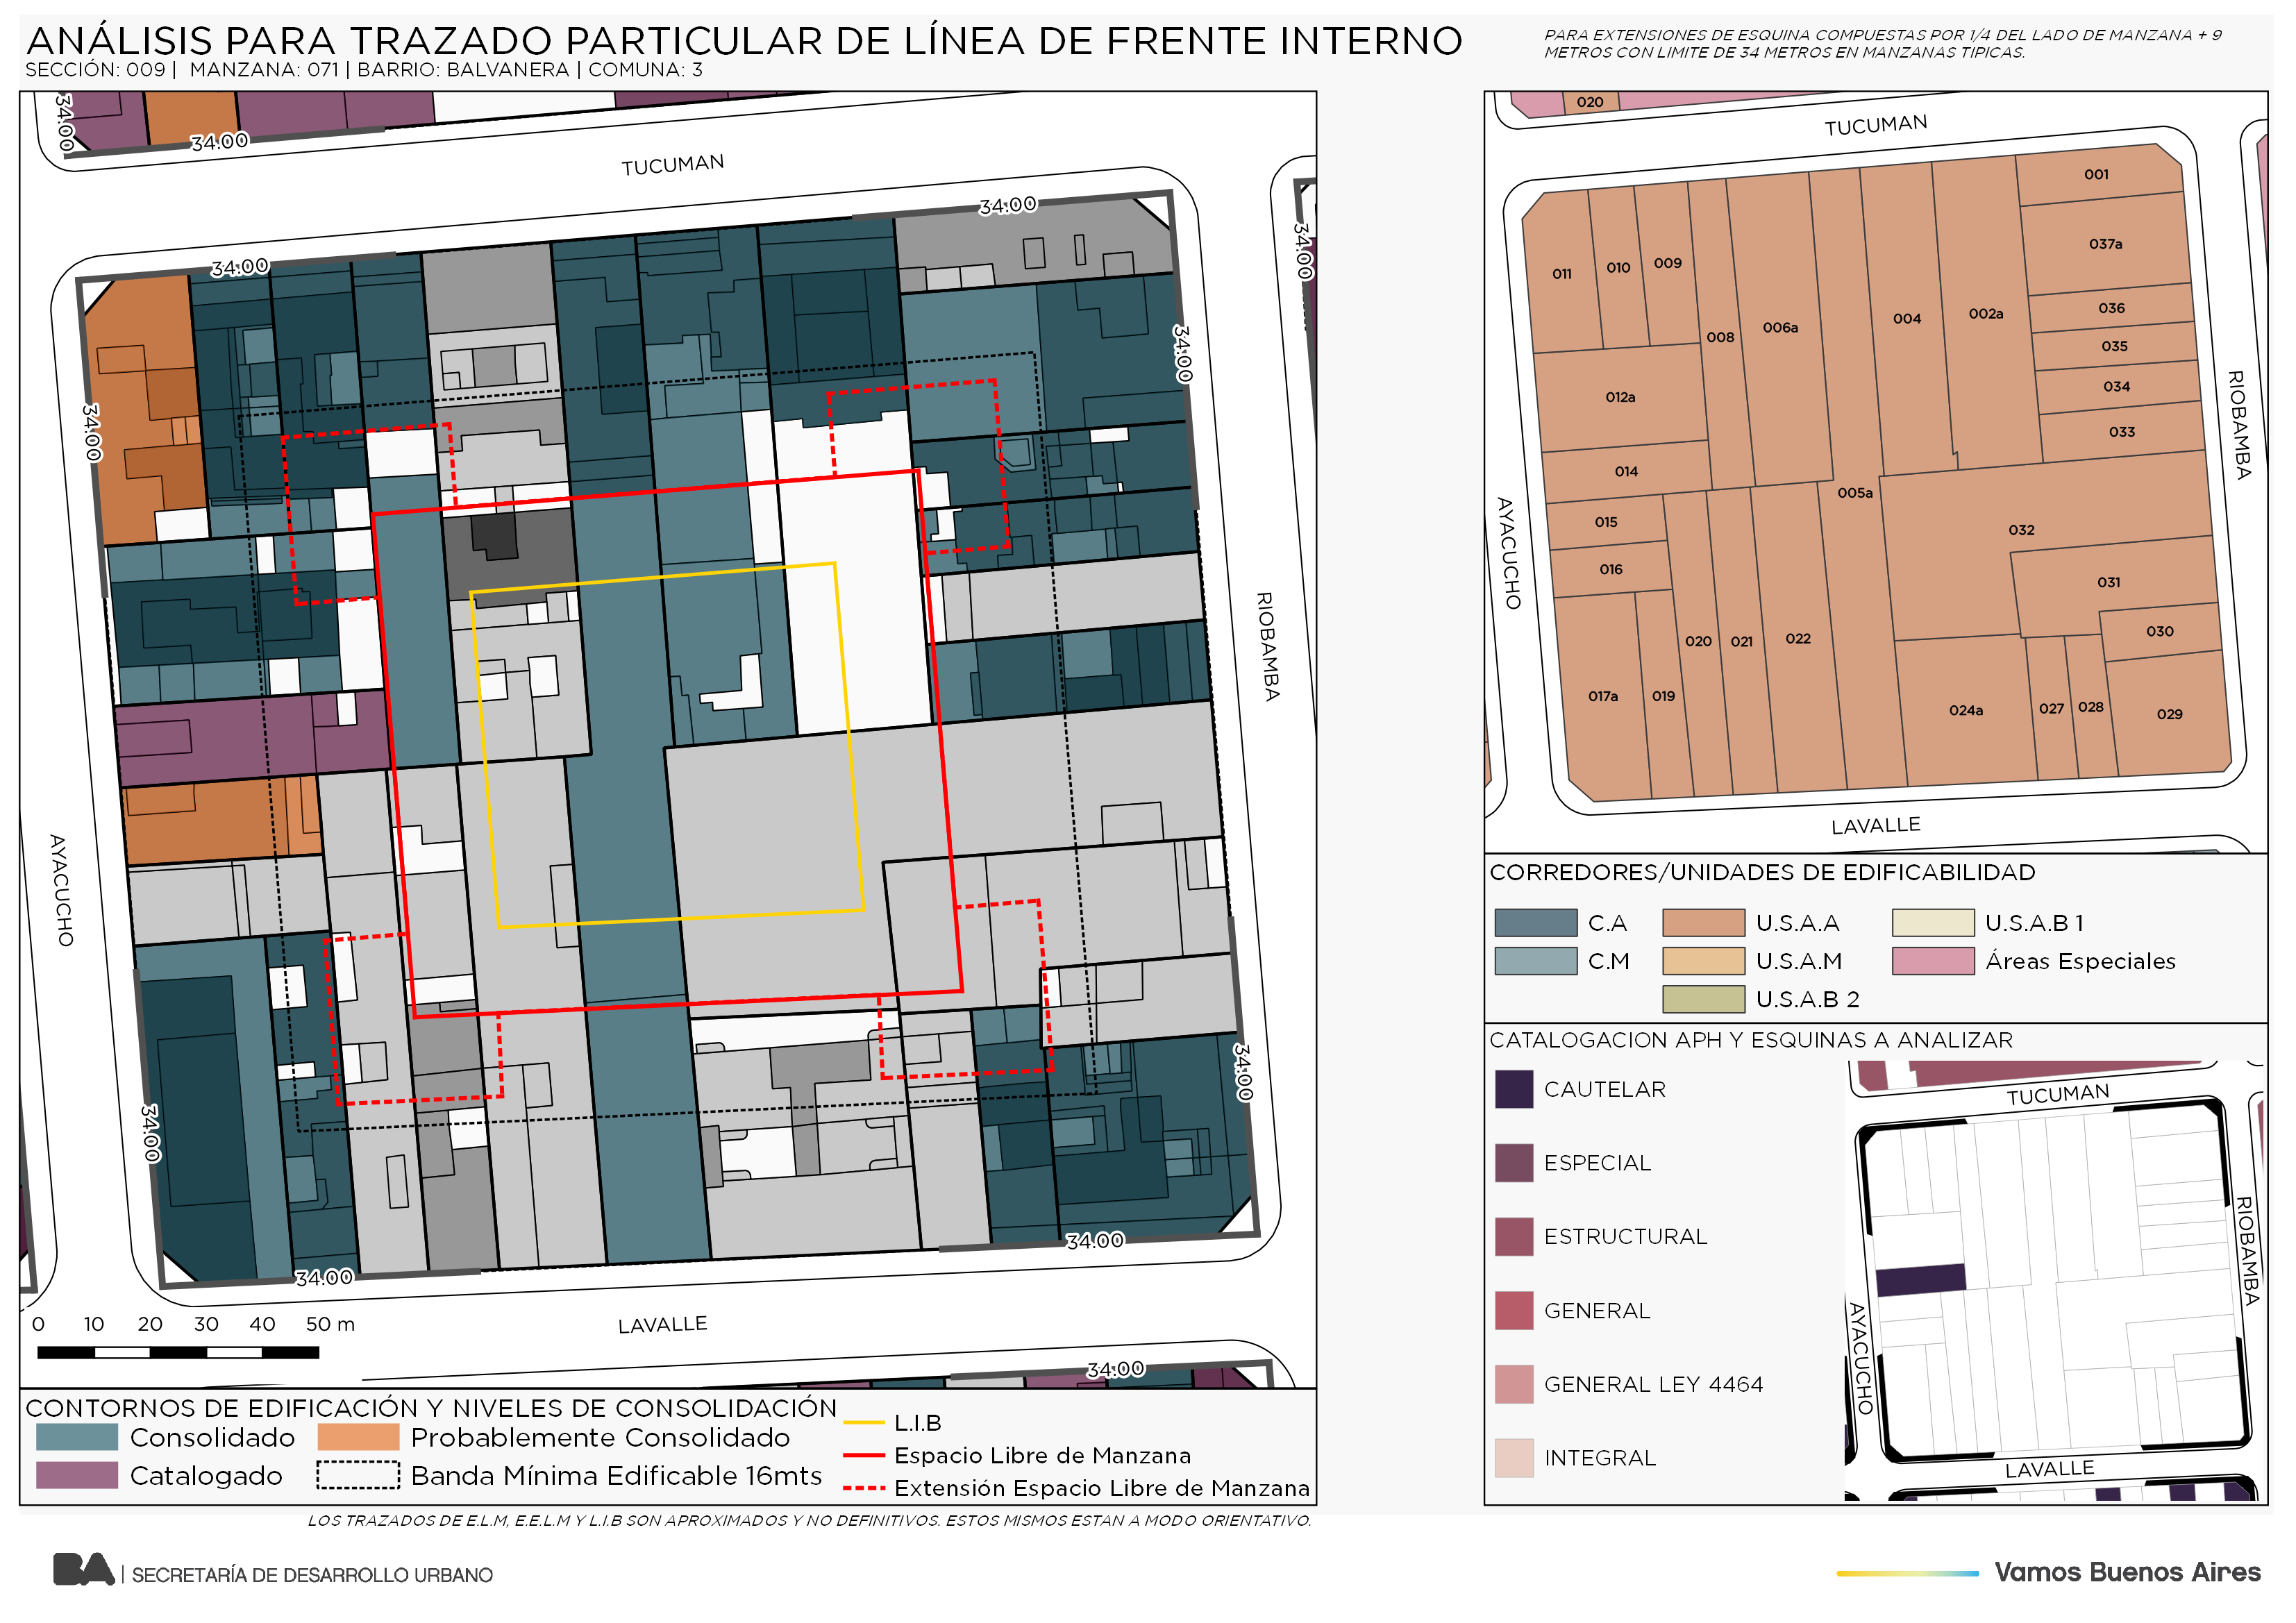 ANÁLISIS PARA TRAZADO PARTICULAR DE LÍNEA DE FRENTE INTERNO
SECCIÓN: 009 | MANZANA: 071 | BARRIO: BALVANERA | COMUNA: 3
PARA EXTENSIONES DE ESQUINA COMPUESTAS POR 1/4 DEL LADO DE MANZANA + 9
METROS CON LIMITE DE 34 METROS EN MANZANAS TIPICAS.
34.00
34.00
TUCUMAN
34.00
34.00
34.00
34.00
34.00
RIOBAMBA
AYACUCHO
34.00
34.00
34.00
34.00
LAVALLE
34.00
0 10 20 30 40 50 m
CONTORNOS DE EDIFICACIÓN Y NIVELES DE CONSOLIDACIÓN
Consolidado
Probablemente Consolidado
Catalogado
Banda Mínima Edificable 16mts
L.I.B
Espacio Libre de Manzana
Extensión Espacio Libre de Manzana
LOS TRAZADOS DE E.L.M, E.E.L.M Y L.I.B SON APROXIMADOS Y NO DEFINITIVOS. ESTOS MISMOS ESTAN A MODO ORIENTATIVO.
020
TUCUMAN
001
037a
036
035
034
033
011
010
009
008
006a
004
002a
012a
014
005a
015
016
032
031
030
029
017a
019
020
021
022
024a
027
028
AYACUCHO
RIOBAMBA
LAVALLE
CORREDORES/UNIDADES DE EDIFICABILIDAD
C.A
U.S.A.A
U.S.A.B 1
C.M
U.S.A.M
Áreas Especiales
U.S.A.B 2
CATALOGACION APH Y ESQUINAS A ANALIZAR
CAUTELAR
ESPECIAL
ESTRUCTURAL
GENERAL
GENERAL LEY 4464
INTEGRAL
TUCUMAN
RIOBAMBA
AYACUCHO
LAVALLE
BA | SECRETARÍA DE DESARROLLO URBANO
Vamos Buenos Aires